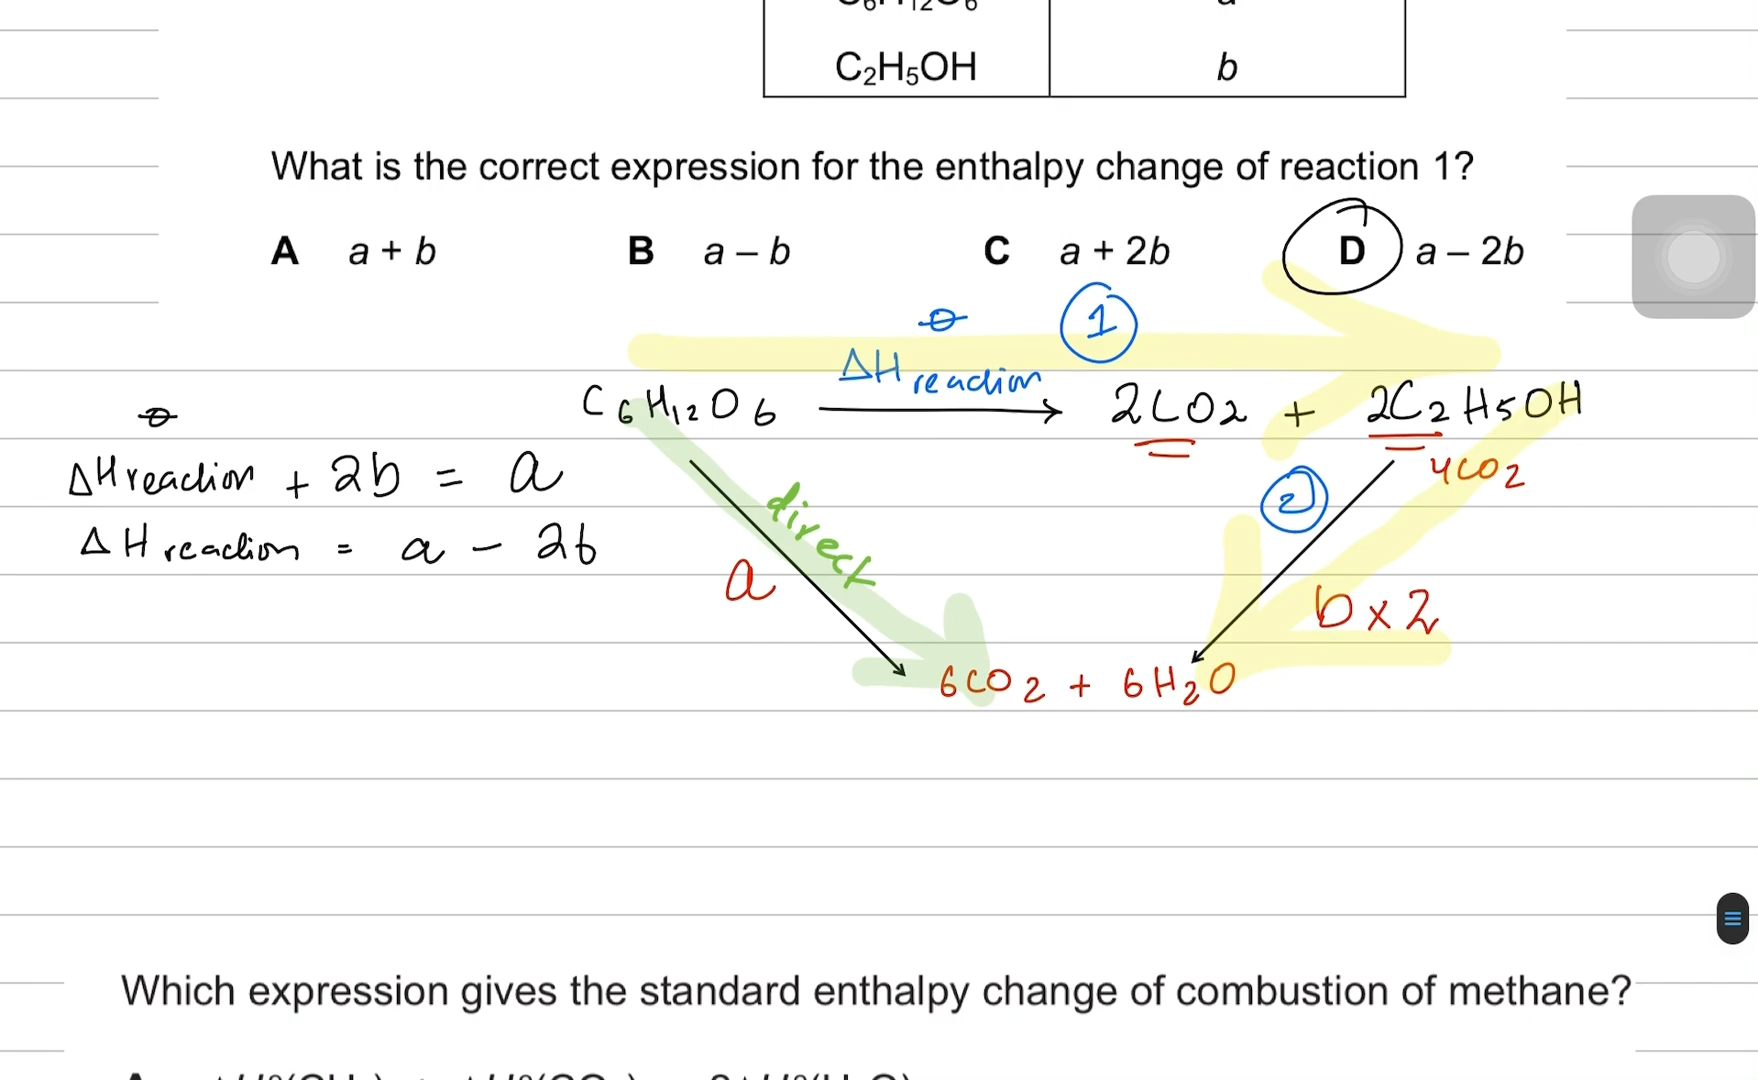 C₂H₅OH b
What is the correct expression for the enthalpy change of reaction 1?
A a + b B a – b C a + 2b D a – 2b
⦵ 1
ΔH reaction
C₆H₁₂O₆ → 2CO₂ + 2C₂H₅OH
⦵
ΔH reaction + 2b = a
4CO₂
direct
2
ΔH reaction = a – 2b
a
b x 2
6CO₂ + 6H₂O
Which expression gives the standard enthalpy change of combustion of methane?